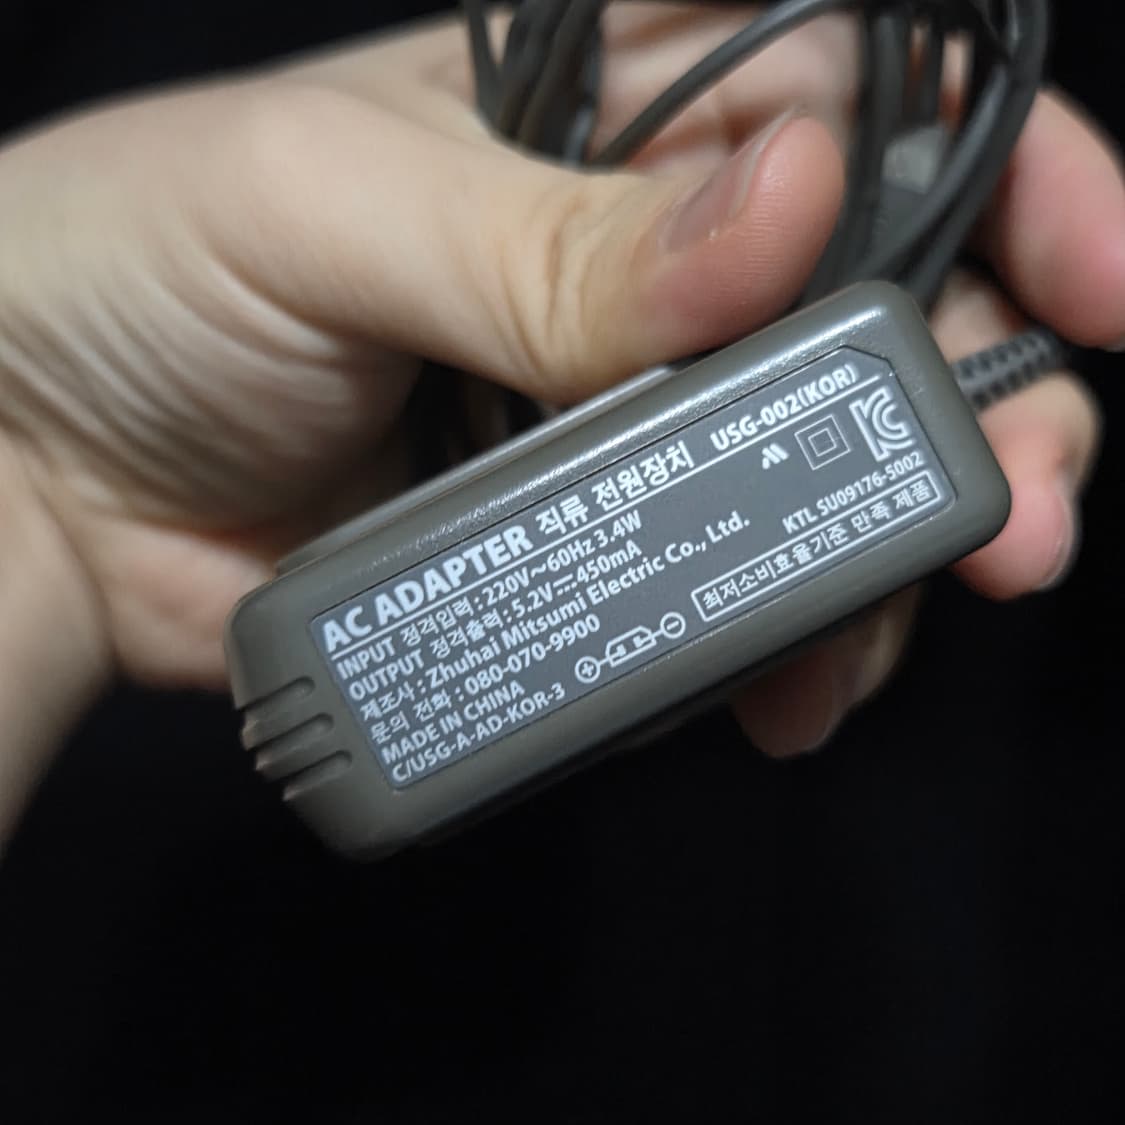 AC ADAPTER 직류 전원장치 USG-002(KOR)
INPUT 정격입력 : 220V~60Hz 3.4W
OUTPUT 정격출력 : 5.2V⎓450mA
제조사 : Zhuhai Mitsumi Electric Co., Ltd.
문의 전화 : 080-070-9900
MADE IN CHINA
C/USG-A-AD-KOR-3
KC
KTL SU09176-5002
최저소비효율기준 만족 제품